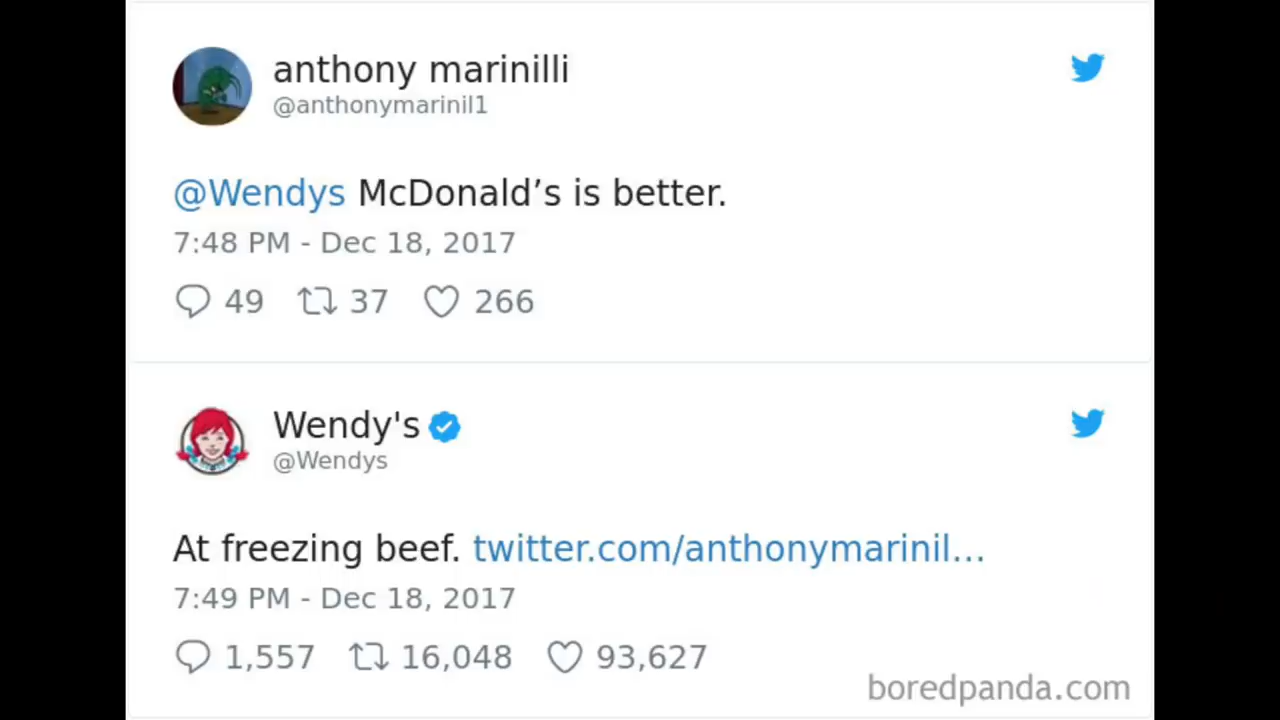 anthony marinilli
@anthonymarinil1
@Wendys McDonald’s is better.
7:48 PM - Dec 18, 2017
49 37 266
Wendy's
@Wendys
At freezing beef. twitter.com/anthonymarinil…
7:49 PM - Dec 18, 2017
1,557 16,048 93,627
boredpanda.com